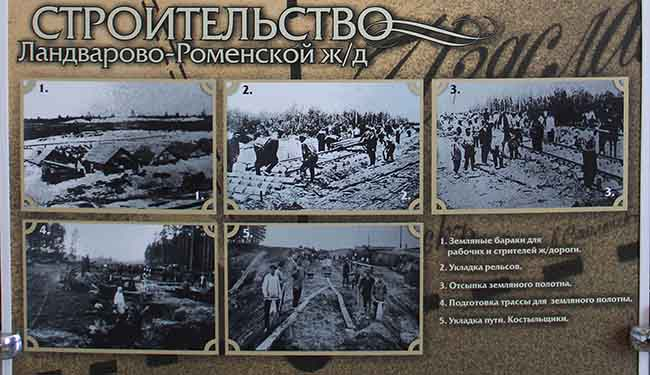 СТРОИТЕЛЬСТВО
Ландварово-Роменской ж/д
1.
2.
3.
1
2
3.
4.
5.
1. Земляные бараки для
рабочих и стрителей ж/дороги.
2. Укладка рельсов.
3. Отсыпка земляного полотна.
4. Подготовка трассы для земляного полотна.
5. Укладка пути. Костыльщики.